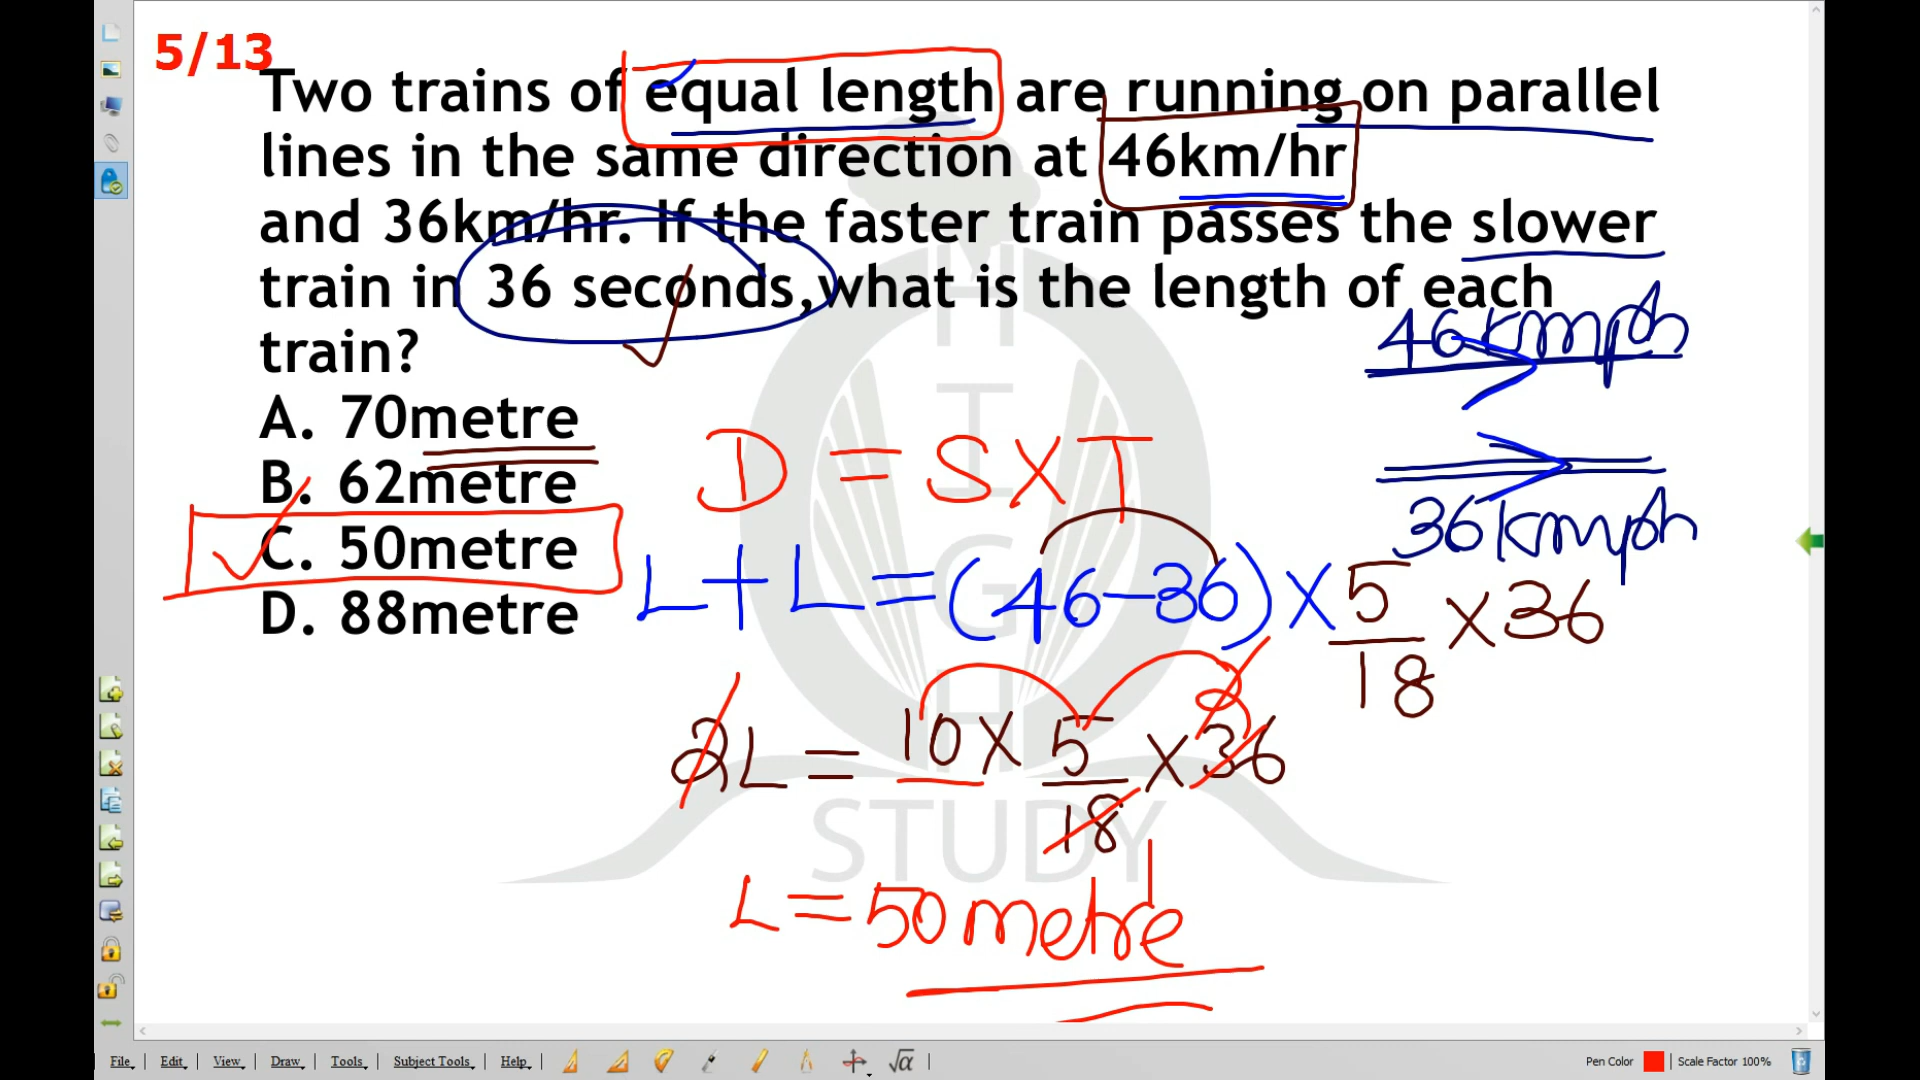 5/13
Two trains of equal length are running on parallel
lines in the same direction at 46km/hr
and 36km/hr. If the faster train passes the slower
train in 36 seconds,what is the length of each
train?
46kmph
A. 70metre
D = S X T
B. 62metre
36kmph
C. 50metre
L + L = (46-36) X 5/18 X 36
D. 88metre
2L = 10 X 5/18 X 36
2
L = 50 metre
HIGH
STUDY
File Edit View Draw Tools Subject Tools Help
√α
Pen Color
Scale Factor 100%